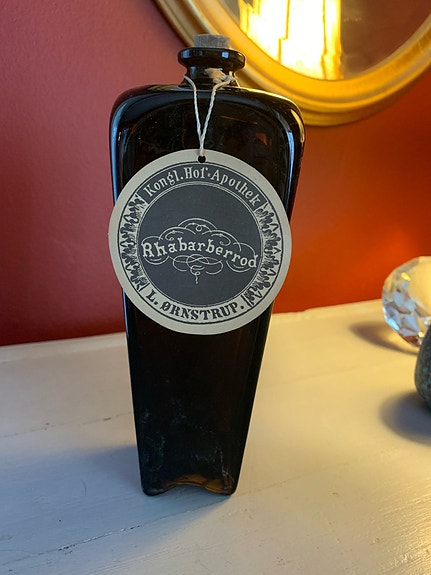 Kongl. Hof-Apothek
Rhabarberrod
L. ØRNSTRUP.